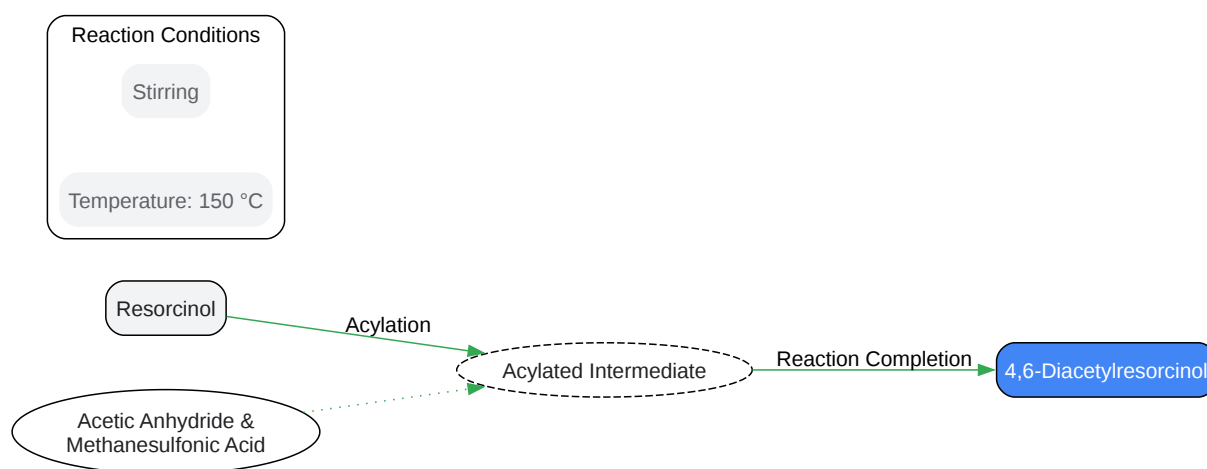 Reaction Conditions
Stirring
Temperature: 150 °C
Resorcinol
Acylation
Acetic Anhydride &
Methanesulfonic Acid
Acylated Intermediate
Reaction Completion
4,6-Diacetylresorcinol